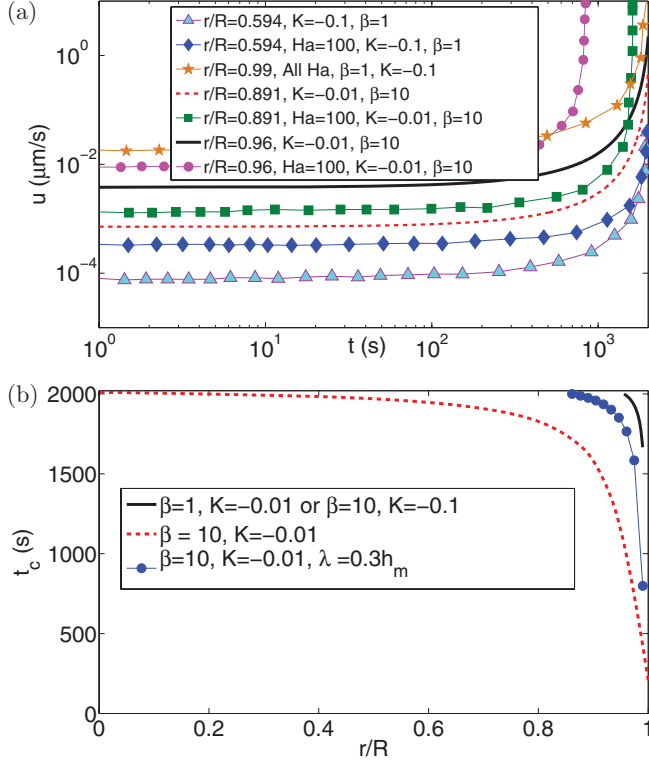 (a)
10^0
10^-2
10^-4
u (μm/s)
r/R=0.594, K=−0.1, β=1
r/R=0.594, Ha=100, K=−0.1, β=1
r/R=0.99, All Ha, β=1, K=−0.1
r/R=0.891, K=−0.01, β=10
r/R=0.891, Ha=100, K=−0.01, β=10
r/R=0.96, K=−0.01, β=10
r/R=0.96, Ha=100, K=−0.01, β=10
10^0 10^1 10^2 10^3
t (s)
(b)
2000
1500
1000
500
0
t_c (s)
β=1, K=−0.01 or β=10, K=−0.1
β = 10, K=−0.01
β=10, K=−0.01, λ =0.3h_m
0 0.2 0.4 0.6 0.8 1
r/R